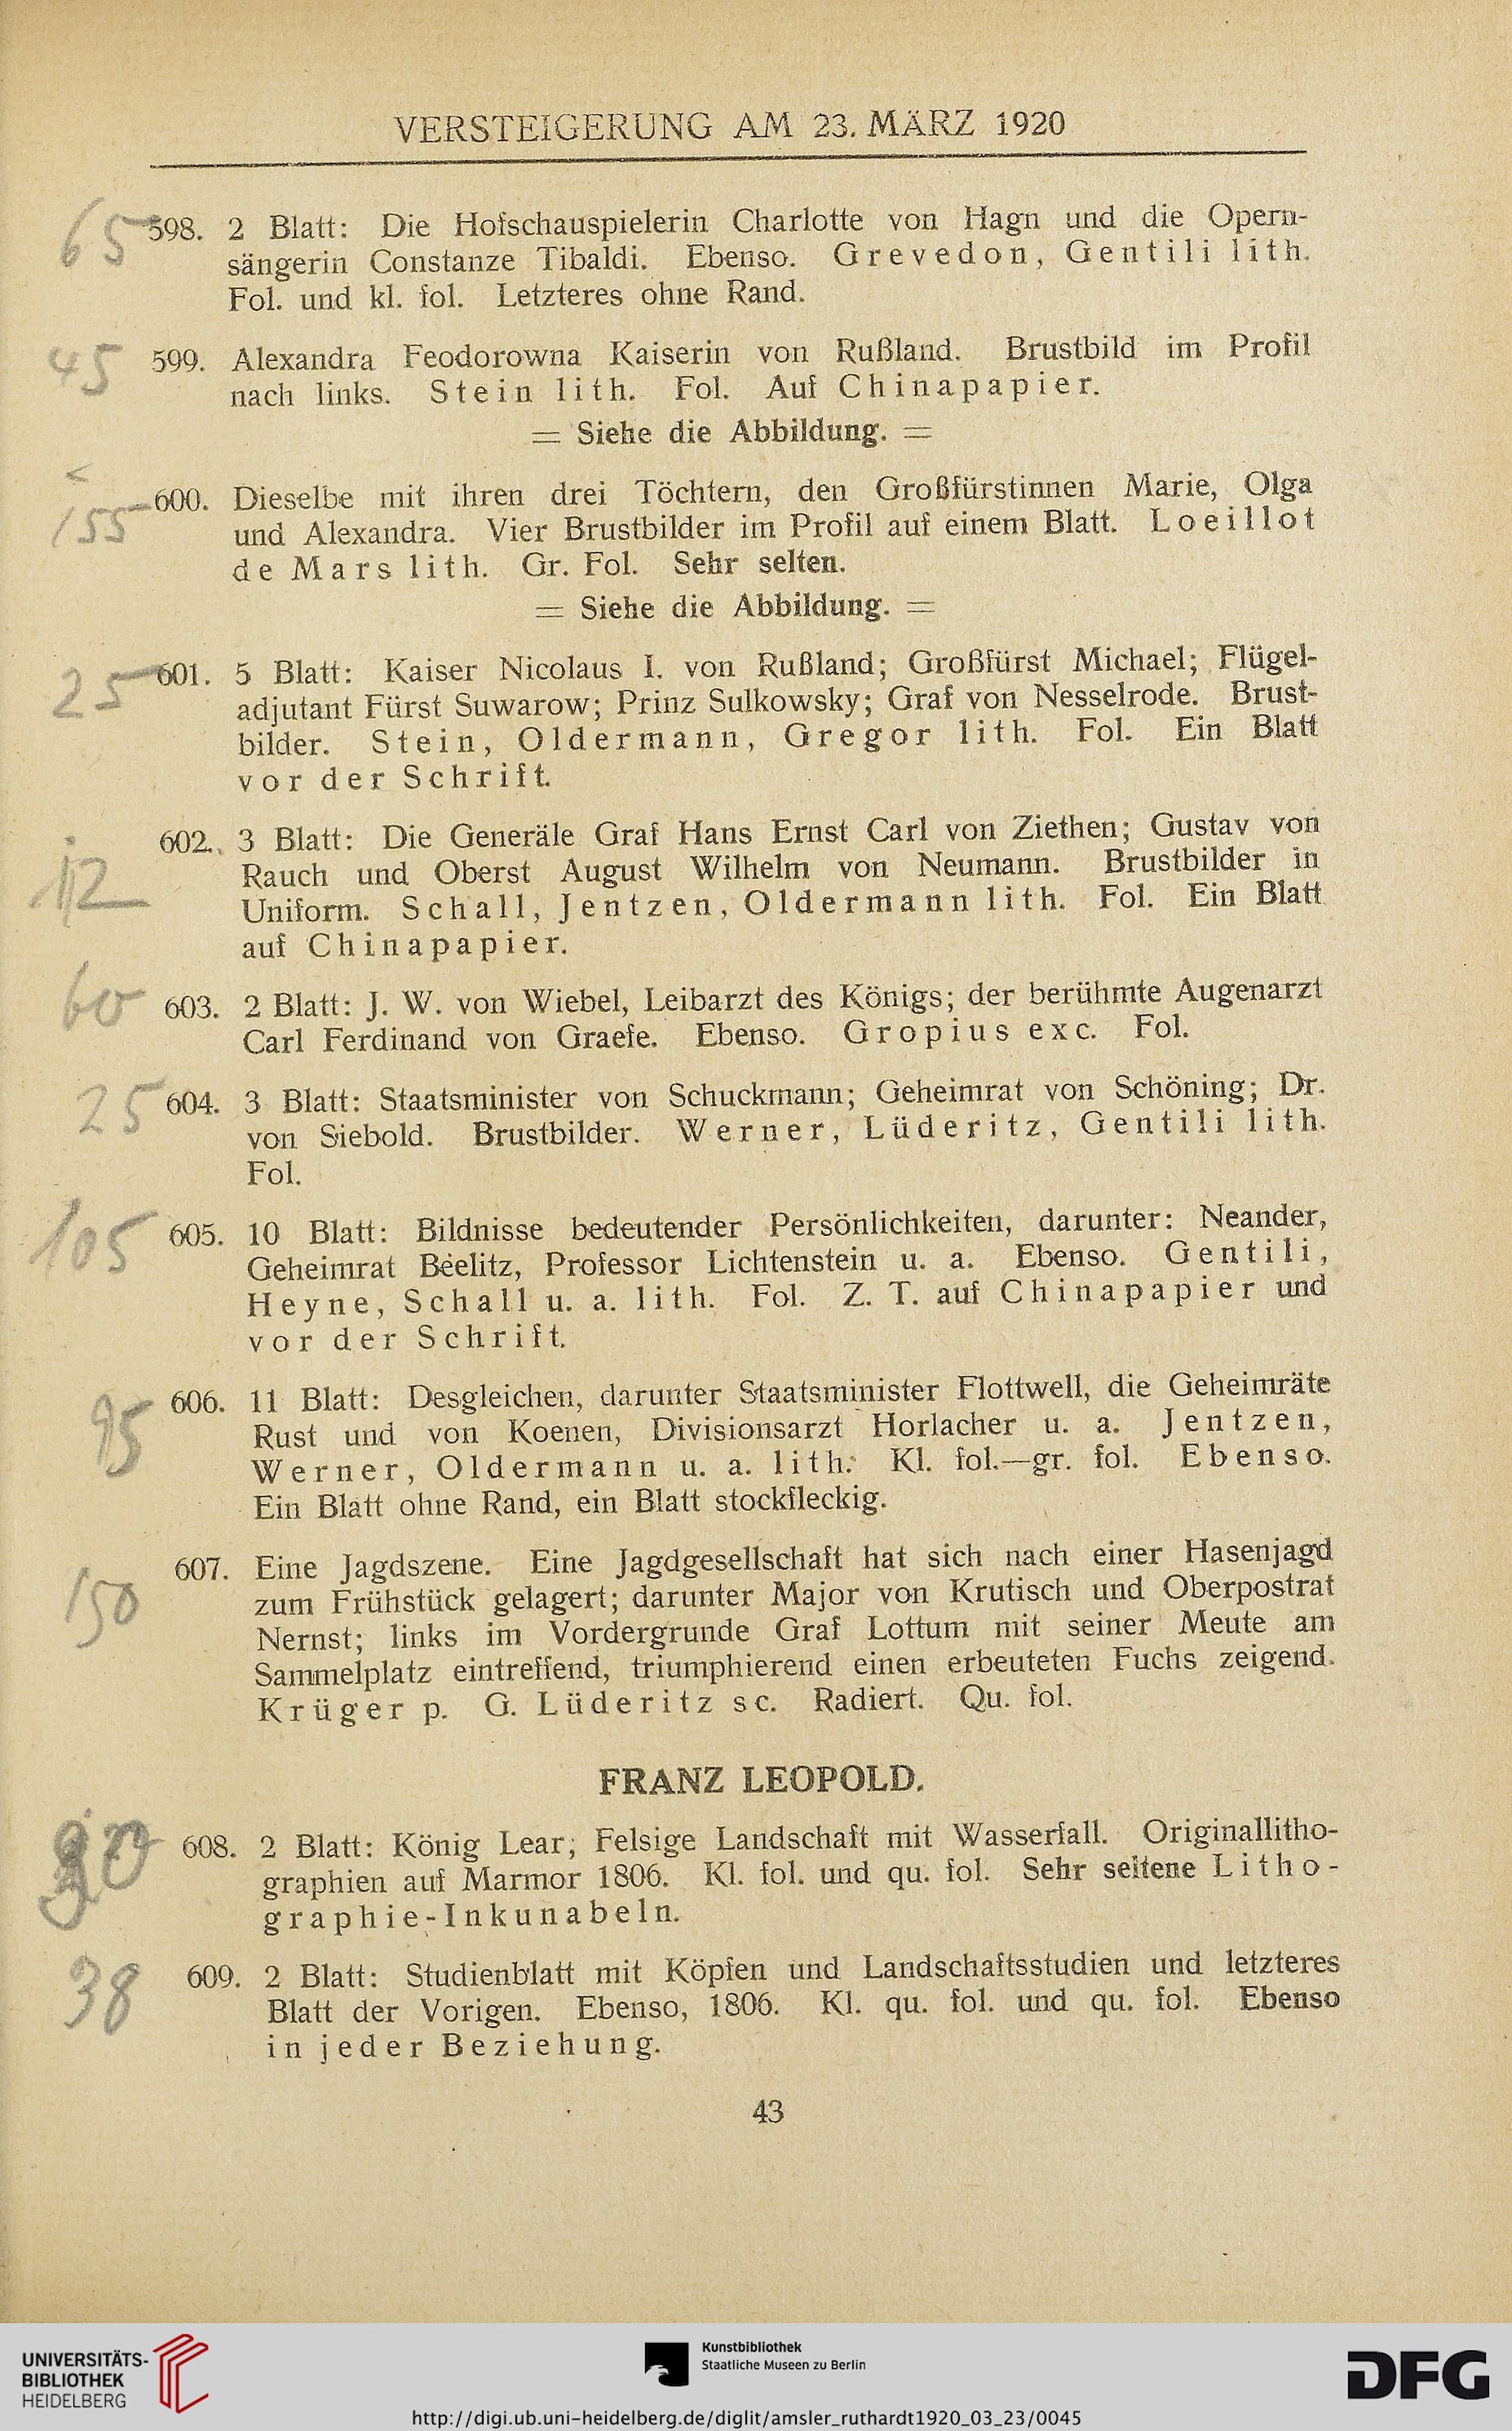 VERSTEIGERUNG AM 23. MÄRZ 1920
65 598. 2 Blatt: Die Hofschauspielerin Charlotte von Hagn und die Opern-
sängerin Constanze Tibaldi. Ebenso. Grevedon, Gentili lith.
Fol. und kl. fol. Letzteres ohne Rand.
45 599. Alexandra Feodorowna Kaiserin von Rußland. Brustbild im Profil
nach links. Stein lith. Fol. Auf Chinapapier.
= Siehe die Abbildung. =
<
155 600. Dieselbe mit ihren drei Töchtern, den Großfürstinnen Marie, Olga
und Alexandra. Vier Brustbilder im Profil auf einem Blatt. Loeillot
de Mars lith. Gr. Fol. Sehr selten.
= Siehe die Abbildung. =
25 601. 5 Blatt: Kaiser Nicolaus I. von Rußland; Großfürst Michael; Flügel-
adjutant Fürst Suwarow; Prinz Sulkowsky; Graf von Nesselrode. Brust-
bilder. Stein, Oldermann, Gregor lith. Fol. Ein Blatt
vor der Schrift.
12 602. 3 Blatt: Die Generäle Graf Hans Ernst Carl von Ziethen; Gustav von
Rauch und Oberst August Wilhelm von Neumann. Brustbilder in
Uniform. Schall, Jentzen, Oldermann lith. Fol. Ein Blatt
auf Chinapapier.
60 603. 2 Blatt: J. W. von Wiebel, Leibarzt des Königs; der berühmte Augenarzt
Carl Ferdinand von Graefe. Ebenso. Gropius exc. Fol.
25 604. 3 Blatt: Staatsminister von Schuckmann; Geheimrat von Schöning; Dr.
von Siebold. Brustbilder. Werner, Lüderitz, Gentili lith.
Fol.
105 605. 10 Blatt: Bildnisse bedeutender Persönlichkeiten, darunter: Neander,
Geheimrat Beelitz, Professor Lichtenstein u. a. Ebenso. Gentili,
Heyne, Schall u. a. lith. Fol. Z. T. auf Chinapapier und
vor der Schrift.
95 606. 11 Blatt: Desgleichen, darunter Staatsminister Flottwell, die Geheimräte
Rust und von Koenen, Divisionsarzt Horlacher u. a. Jentzen,
Werner, Oldermann u. a. lith. Kl. fol.—gr. fol. Ebenso.
Ein Blatt ohne Rand, ein Blatt stockfleckig.
150 607. Eine Jagdszene. Eine Jagdgesellschaft hat sich nach einer Hasenjagd
zum Frühstück gelagert; darunter Major von Krutisch und Oberpostrat
Nernst; links im Vordergrunde Graf Lottum mit seiner Meute am
Sammelplatz eintreffend, triumphierend einen erbeuteten Fuchs zeigend.
Krüger p. G. Lüderitz sc. Radiert. Qu. fol.
FRANZ LEOPOLD.
608. 2 Blatt: König Lear; Felsige Landschaft mit Wasserfall. Originallitho-
graphien auf Marmor 1806. Kl. fol. und qu. fol. Sehr seltene Litho-
graphie-Inkunabeln.
38 609. 2 Blatt: Studienblatt mit Köpfen und Landschaftsstudien und letzteres
Blatt der Vorigen. Ebenso, 1806. Kl. qu. fol. und qu. fol. Ebenso
in jeder Beziehung.
43
UNIVERSITÄTS-
BIBLIOTHEK
HEIDELBERG
Kunstbibliothek
Staatliche Museen zu Berlin
DFG
http://digi.ub.uni-heidelberg.de/diglit/amsler_ruthardt1920_03_23/0045